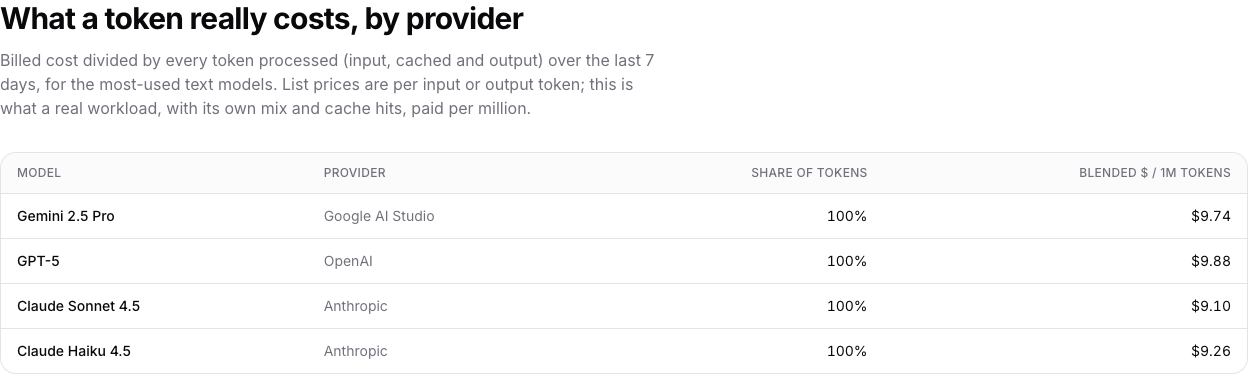 What a token really costs, by provider
Billed cost divided by every token processed (input, cached and output) over the last 7
days, for the most-used text models. List prices are per input or output token; this is
what a real workload, with its own mix and cache hits, paid per million.
MODEL PROVIDER SHARE OF TOKENS BLENDED $ / 1M TOKENS
Gemini 2.5 Pro Google AI Studio 100% $9.74
GPT-5 OpenAI 100% $9.88
Claude Sonnet 4.5 Anthropic 100% $9.10
Claude Haiku 4.5 Anthropic 100% $9.26